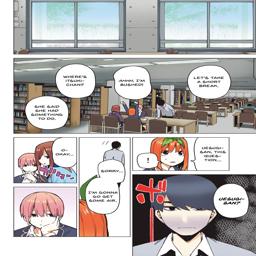 WHERE'S
ITSUKI-
CHAN?
AHHH, I'M
BUSHED!
LET'S TAKE
A SHORT
BREAK.
SHE SAID
SHE HAD
SOMETHING
TO DO.
O-
OKAY...
SORRY...
I'M GONNA
GO GET
SOME AIR.
!
UESUGI-
SAN, THIS
QUES-
TION...
UESUGI-
SAN?